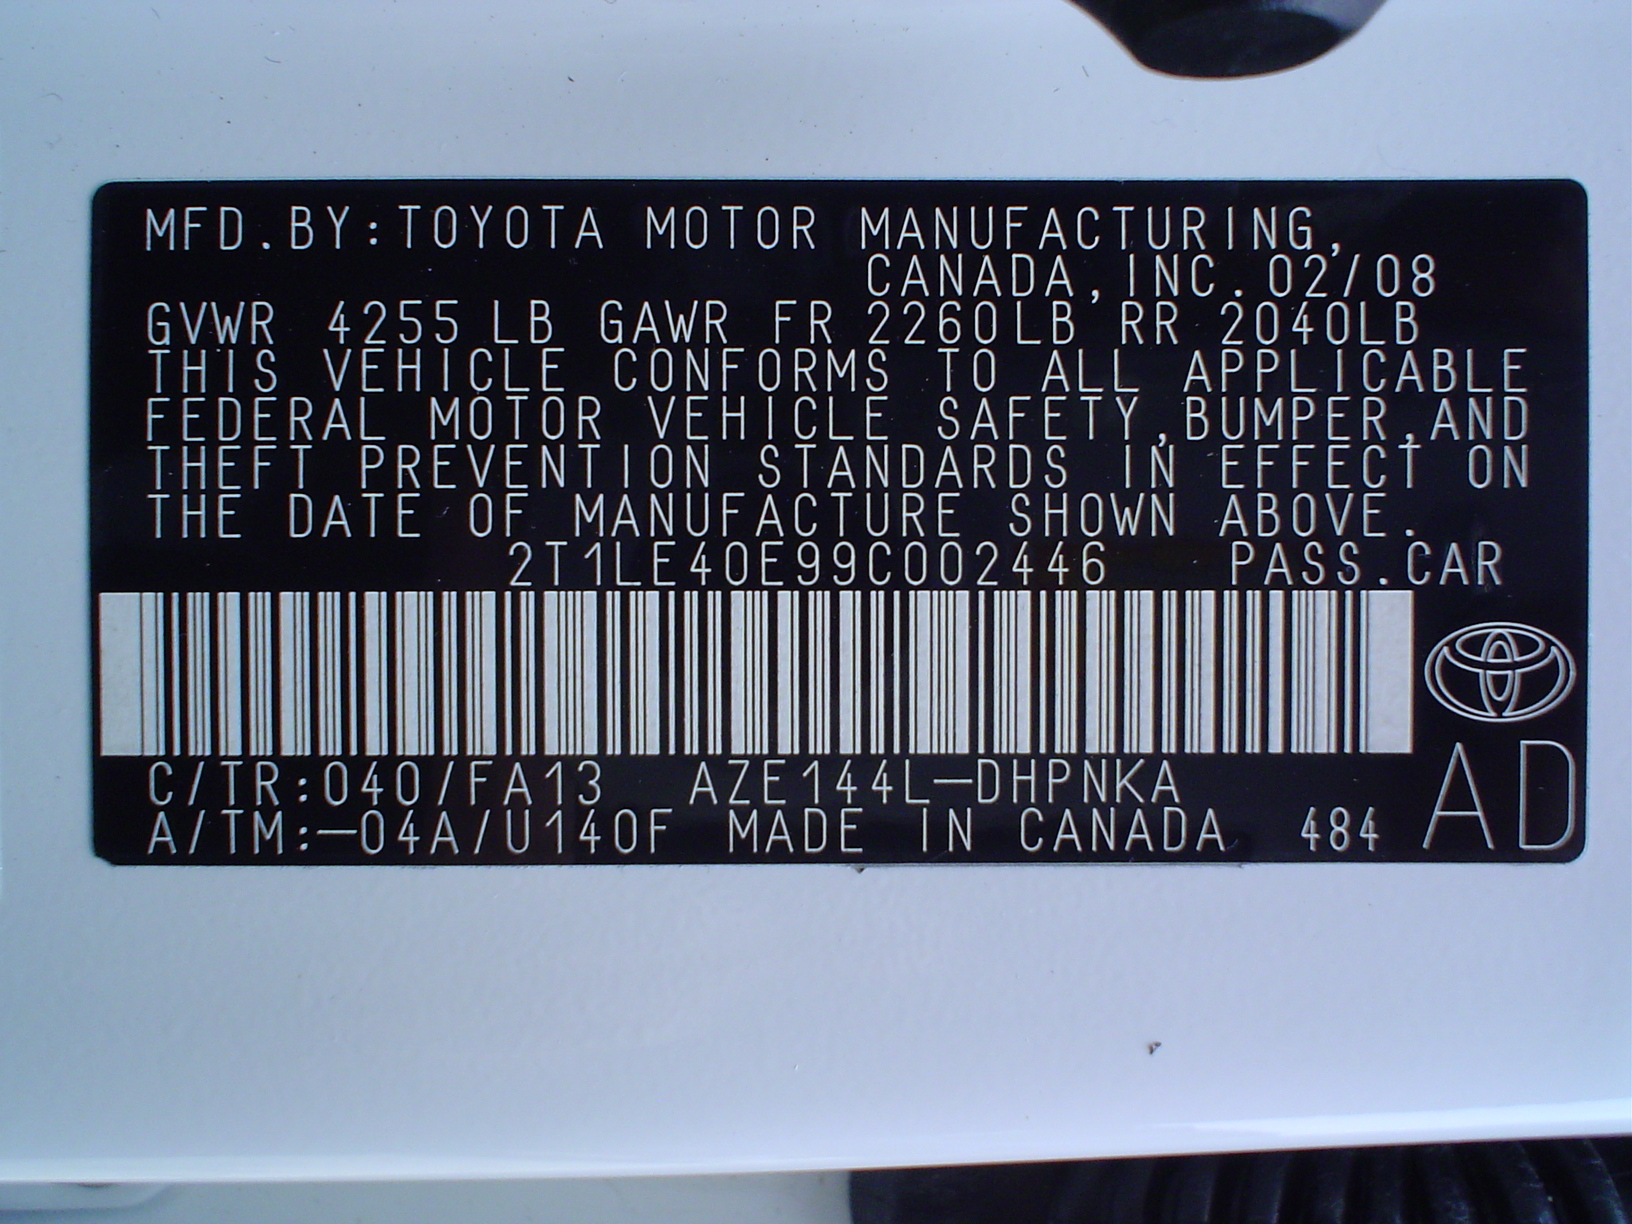 MFD.BY:TOYOTA MOTOR MANUFACTURING,
CANADA,INC.02/08
GVWR 4255LB GAWR FR 2260LB RR 2040LB
THIS VEHICLE CONFORMS TO ALL APPLICABLE
FEDERAL MOTOR VEHICLE SAFETY,BUMPER,AND
THEFT PREVENTION STANDARDS IN EFFECT ON
THE DATE OF MANUFACTURE SHOWN ABOVE.
2T1LE40E99C002446 PASS.CAR
C/TR:040/FA13 AZE144L-DHPNKA
A/TM:-04A/U140F MADE IN CANADA 484
AD